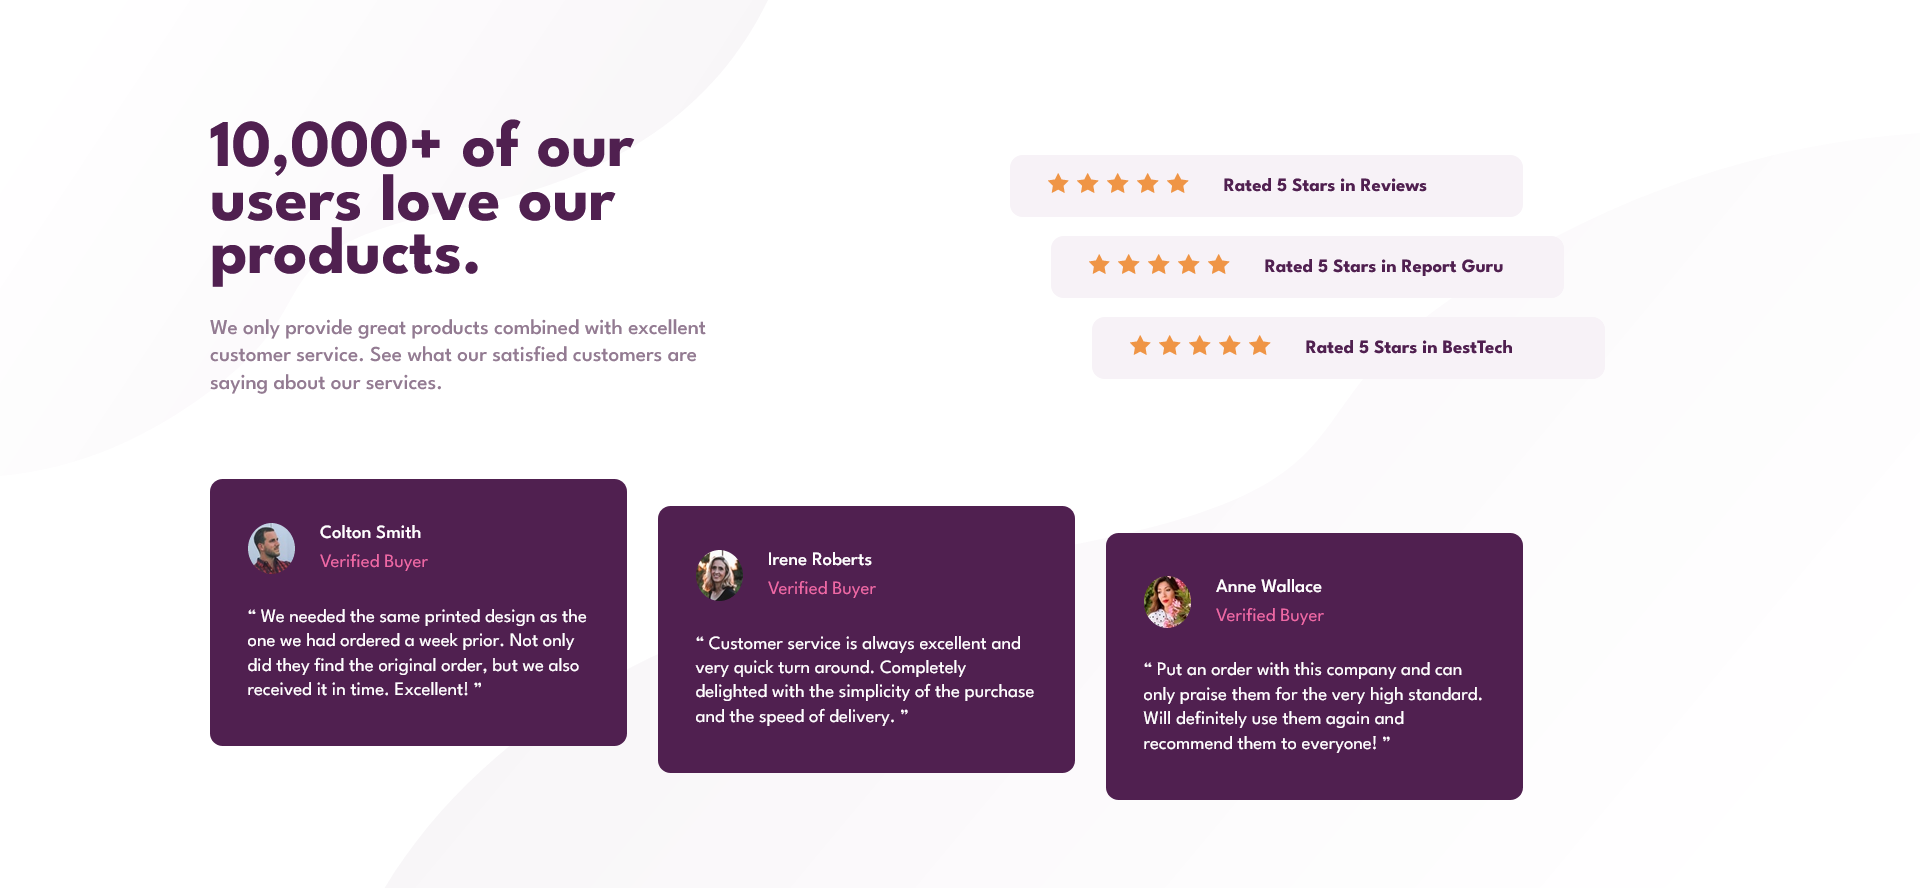 10,000+ of our
users love our
products.
We only provide great products combined with excellent
customer service. See what our satisfied customers are
saying about our services.
Rated 5 Stars in Reviews
Rated 5 Stars in Report Guru
Rated 5 Stars in BestTech
Colton Smith
Verified Buyer
“ We needed the same printed design as the
one we had ordered a week prior. Not only
did they find the original order, but we also
received it in time. Excellent! ”
Irene Roberts
Verified Buyer
“ Customer service is always excellent and
very quick turn around. Completely
delighted with the simplicity of the purchase
and the speed of delivery. ”
Anne Wallace
Verified Buyer
“ Put an order with this company and can
only praise them for the very high standard.
Will definitely use them again and
recommend them to everyone! ”